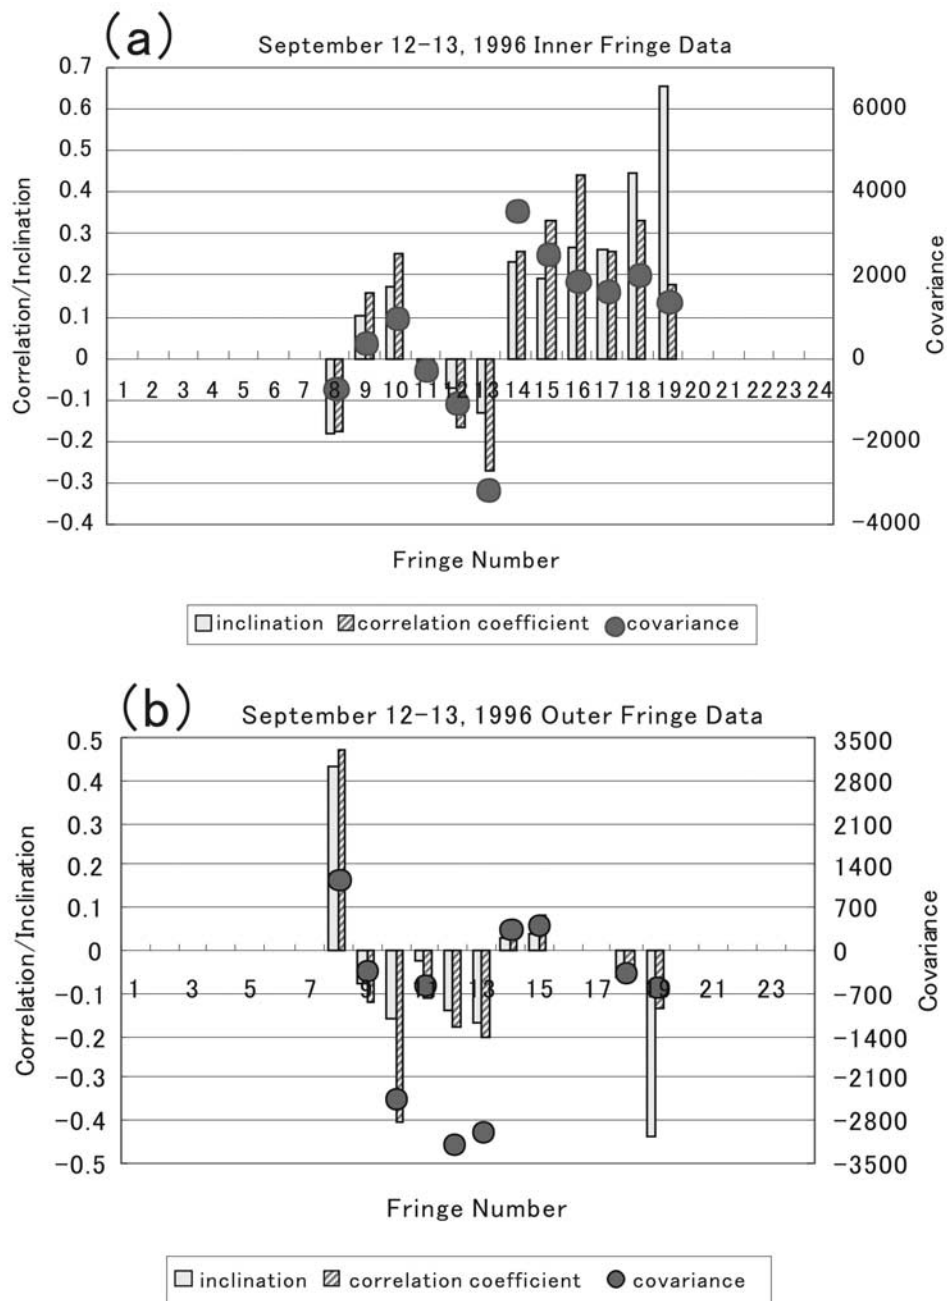 (a)
September 12-13, 1996 Inner Fringe Data
0.7
0.6 6000
0.5
0.4 4000
0.3
0.2 2000
0.1
0 0
-0.1
-0.2 -2000
-0.3
-0.4 -4000
Correlation/Inclination
Covariance
1 2 3 4 5 6 7 8 9 10 11 12 13 14 15 16 17 18 19 20 21 22 23 24
Fringe Number
inclination correlation coefficient covariance
(b)
September 12-13, 1996 Outer Fringe Data
0.5 3500
0.4 2800
0.3 2100
0.2 1400
0.1 700
0 0
-0.1 -700
-0.2 -1400
-0.3 -2100
-0.4 -2800
-0.5 -3500
Correlation/Inclination
Covariance
1 3 5 7 9 11 13 15 17 19 21 23
Fringe Number
inclination correlation coefficient covariance